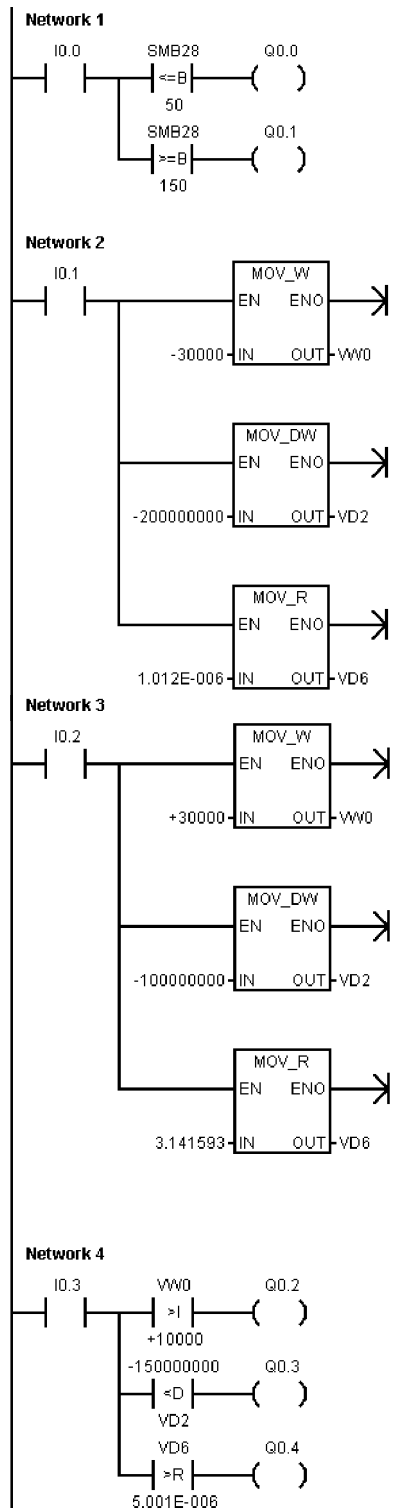 Network 1
I0.0 SMB28 Q0.0
<=B
50
SMB28 Q0.1
>=B
150
Network 2
I0.1 MOV_W
EN ENO
-30000 IN OUT VW0
MOV_DW
EN ENO
-200000000 IN OUT VD2
MOV_R
EN ENO
1.012E-006 IN OUT VD6
Network 3
I0.2 MOV_W
EN ENO
+30000 IN OUT VW0
MOV_DW
EN ENO
-100000000 IN OUT VD2
MOV_R
EN ENO
3.141593 IN OUT VD6
Network 4
I0.3 VW0 Q0.2
>I
+10000
-150000000 Q0.3
<D
VD2
VD6 Q0.4
>R
5.001E-006